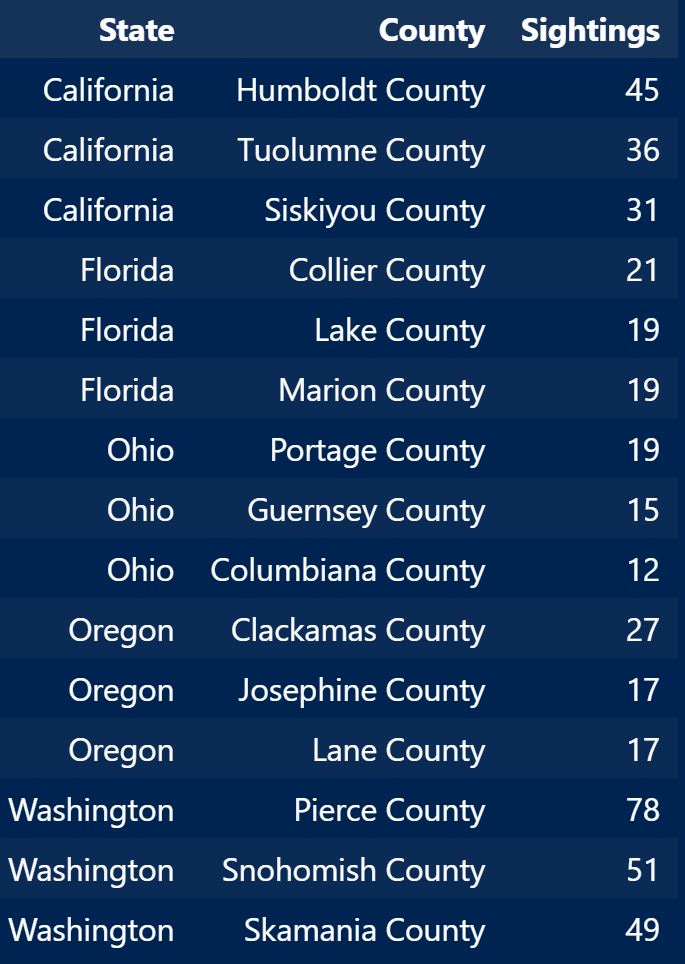 State County Sightings
California Humboldt County 45
California Tuolumne County 36
California Siskiyou County 31
Florida Collier County 21
Florida Lake County 19
Florida Marion County 19
Ohio Portage County 19
Ohio Guernsey County 15
Ohio Columbiana County 12
Oregon Clackamas County 27
Oregon Josephine County 17
Oregon Lane County 17
Washington Pierce County 78
Washington Snohomish County 51
Washington Skamania County 49